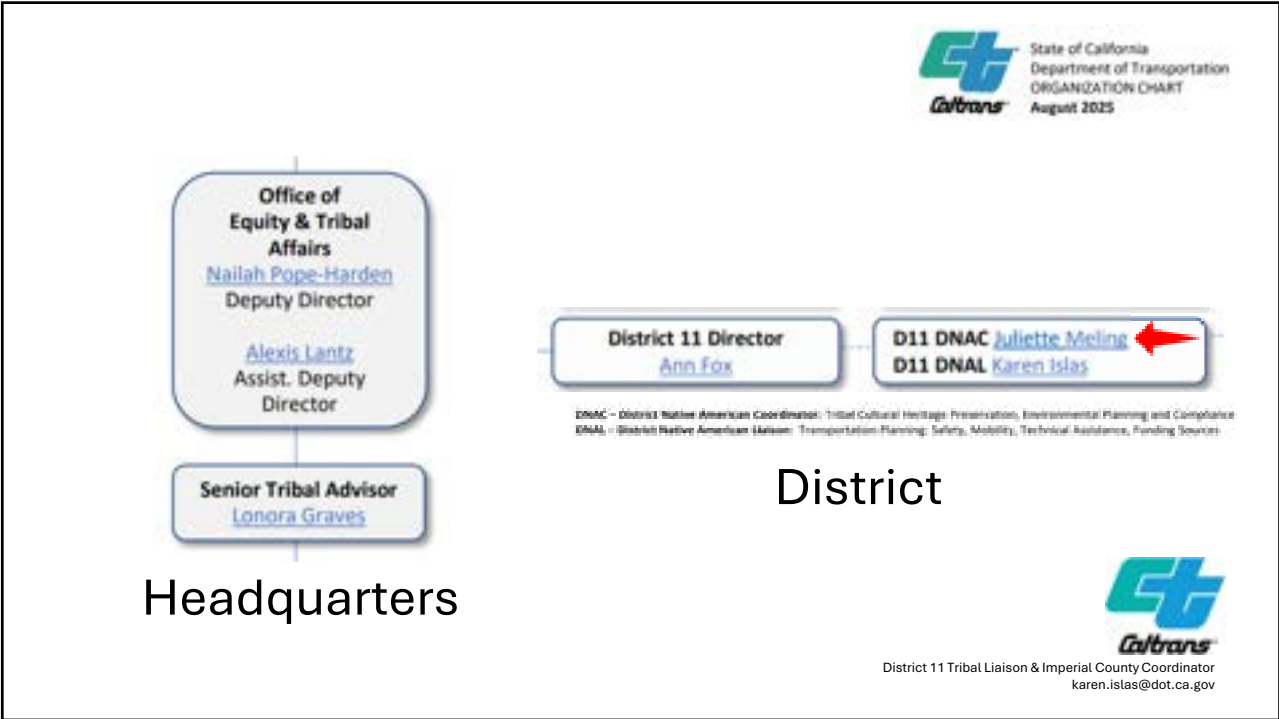 Caltrans
State of California
Department of Transportation
ORGANIZATION CHART
August 2025
Office of
Equity & Tribal
Affairs
Nailah Pope-Harden
Deputy Director
Alexis Lantz
Assist. Deputy
Director
Senior Tribal Advisor
Lonora Graves
Headquarters
District 11 Director
Ann Fox
D11 DNAC Juliette Meling
D11 DNAL Karen Islas
DNAC – District Native American Coordinator: Tribal Cultural Heritage Preservation, Environmental Planning and Compliance
DNAL – District Native American Liaison: Transportation Planning: Safety, Mobility, Technical Assistance, Funding Sources
District
Caltrans
District 11 Tribal Liaison & Imperial County Coordinator
karen.islas@dot.ca.gov